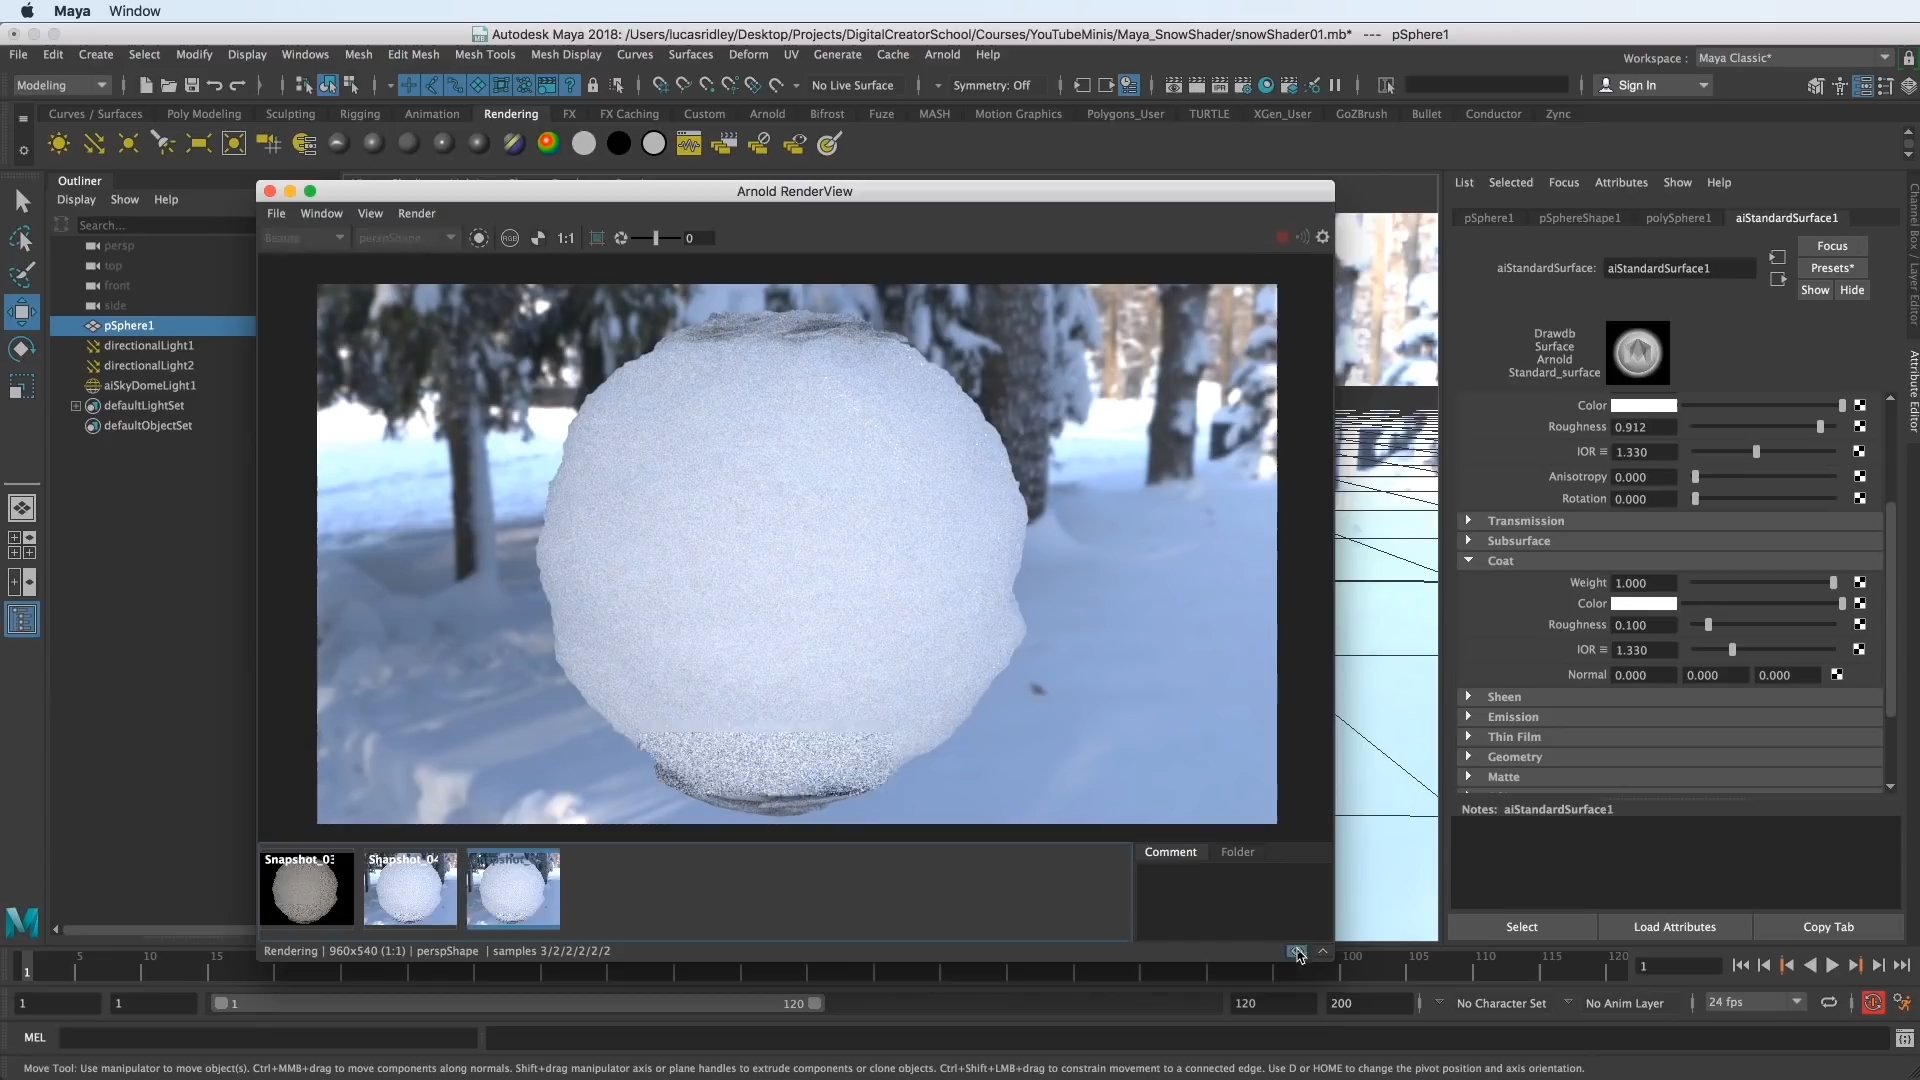 Maya Window
Autodesk Maya 2018: /Users/lucasridley/Desktop/Projects/DigitalCreatorSchool/Courses/YouTubeMinis/Maya_SnowShader/snowShader01.mb* --- pSphere1
File Edit Create Select Modify Display Windows Mesh Edit Mesh Mesh Tools Mesh Display Curves Surfaces Deform UV Generate Cache Arnold Help
Workspace : Maya Classic*
Modeling No Live Surface Symmetry: Off Sign In
Curves / Surfaces Poly Modeling Sculpting Rigging Animation Rendering FX FX Caching Custom Arnold Bifrost Fuze MASH Motion Graphics Polygons_User TURTLE XGen_User GoZBrush Bullet Conductor Zync
Outliner
Display Show Help
Search...
persp
top
front
side
pSphere1
directionalLight1
directionalLight2
aiSkyDomeLight1
defaultLightSet
defaultObjectSet
Arnold RenderView
File Window View Render
Beauty perspShape RGB 1:1 0
Snapshot_03 Snapshot_04
Comment Folder
Rendering | 960x540 (1:1) | perspShape | samples 3/2/2/2/2/2
List Selected Focus Attributes Show Help
pSphere1 pSphereShape1 polySphere1 aiStandardSurface1
aiStandardSurface: aiStandardSurface1
Focus
Presets*
Show Hide
Drawdb
Surface
Arnold
Standard_surface
Color
Roughness 0.912
IOR 1.330
Anisotropy 0.000
Rotation 0.000
Transmission
Subsurface
Coat
Weight 1.000
Color
Roughness 0.100
IOR 1.330
Normal 0.000 0.000 0.000
Sheen
Emission
Thin Film
Geometry
Matte
Notes: aiStandardSurface1
Select Load Attributes Copy Tab
Channel Box / Layer Editor
Attribute Editor
1 5 10 15 100 105 110 115 120 1
1 1 1 120 120 200 No Character Set No Anim Layer 24 fps
MEL
Move Tool: Use manipulator to move object(s). Ctrl+MMB+drag to move components along normals. Shift+drag manipulator axis or plane handles to extrude components or clone objects. Ctrl+Shift+LMB+drag to constrain movement to a connected edge. Use D or HOME to change the pivot position and axis orientation.